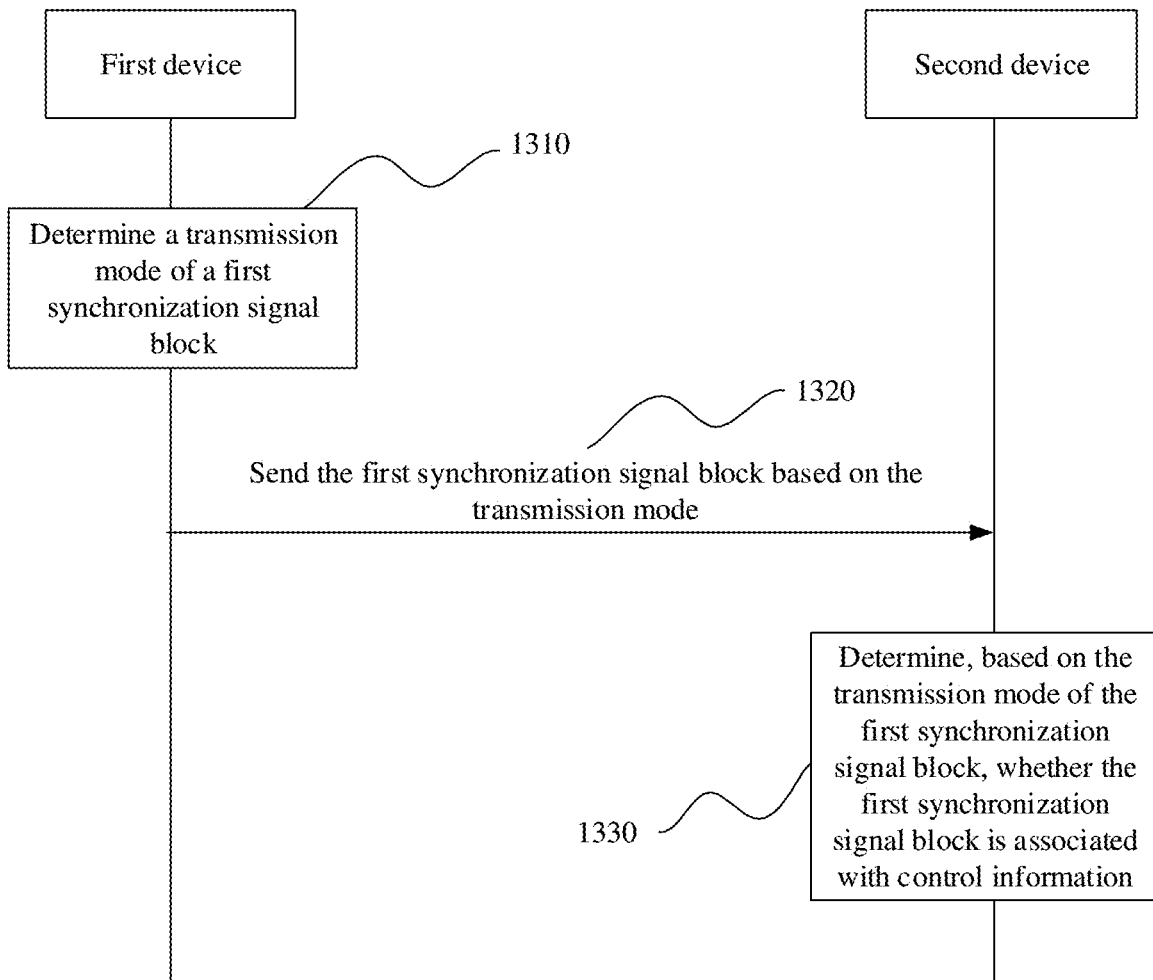 First device
Second device
1310
Determine a transmission
mode of a first
synchronization signal
block
1320
Send the first synchronization signal block based on the
transmission mode
Determine, based on the
transmission mode of the
first synchronization
signal block, whether the
first synchronization
signal block is associated
with control information
1330